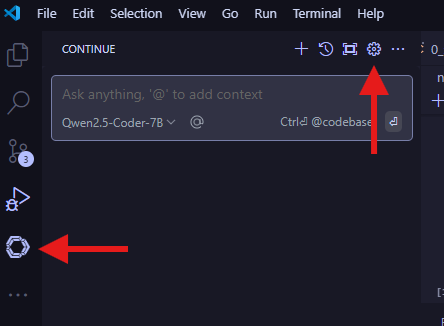 File Edit Selection View Go Run Terminal Help
CONTINUE
Ask anything, '@' to add context
Qwen2.5-Coder-7B @ Ctrl⏎ @codebase ⏎
3
0_
n